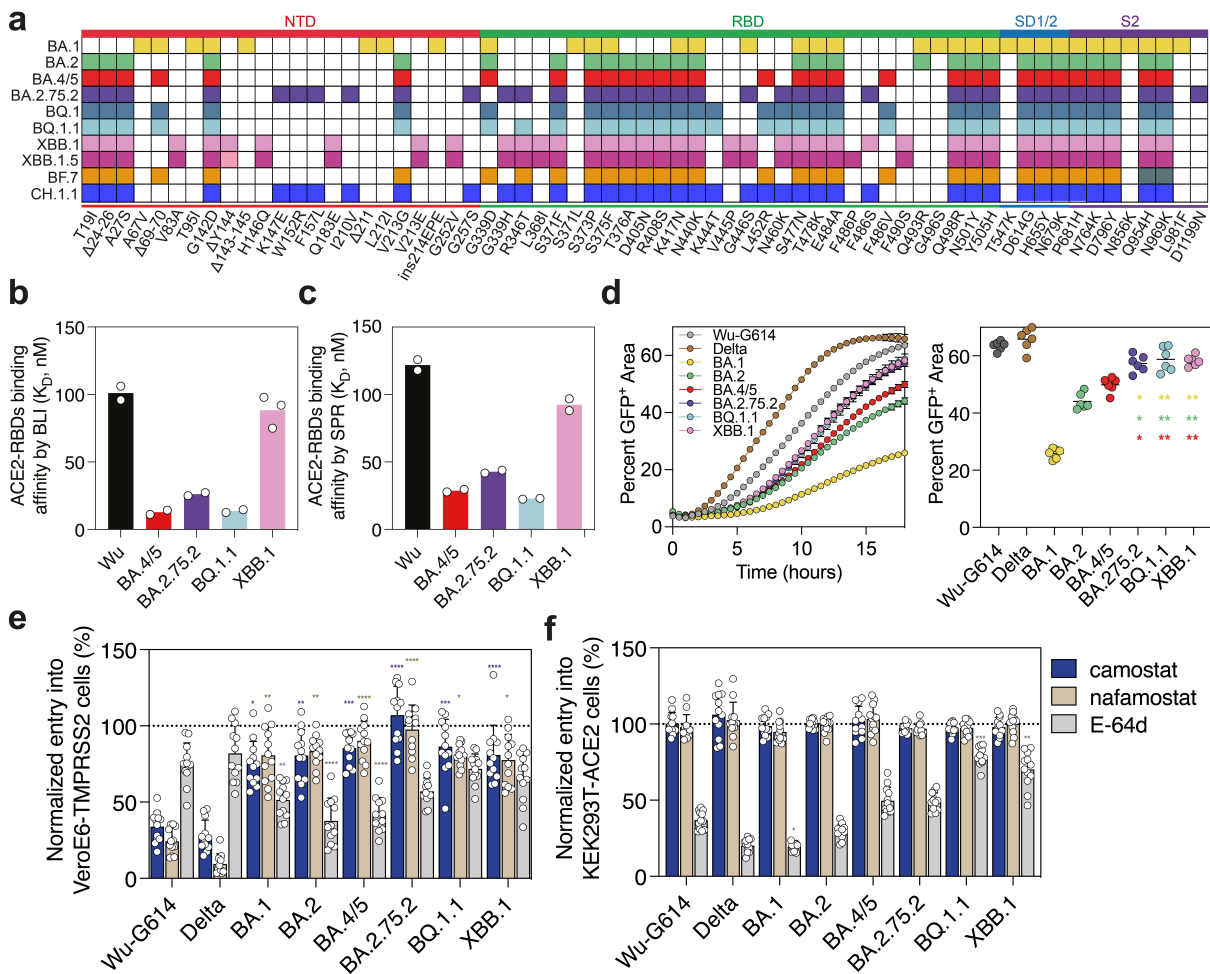 a
NTD RBD SD1/2 S2
BA.1
BA.2
BA.4/5
BA.2.75.2
BQ.1
BQ.1.1
XBB.1
XBB.1.5
BF.7
CH.1.1
T19I Δ24-26 A27S A67V Δ69-70 V83A T95I G142D ΔY144 Δ143-145 H146Q K147E W152R F157L Q183E I210V Δ211 L212I V213G V213E ins214EPE G252V G257S G339D G339H R346T L368I S371F S371L S373P S375F T376A D405N R408S K417N N440K K444T V445P G446S L452R N460K S477N T478K E484A F486P F486S F486V F490S Q493R G496S Q498R N501Y Y505H T547K D614G H655Y N679K P681H N764K D796Y N856K Q954H N969K L981F D1199N
b
ACE2-RBDs binding
affinity by BLI (KD, nM)
150
100
50
0
Wu BA.4/5 BA.2.75.2 BQ.1.1 XBB.1
c
ACE2-RBDs binding
affinity by SPR (KD, nM)
150
100
50
0
Wu BA.4/5 BA.2.75.2 BQ.1.1 XBB.1
d
Percent GFP+ Area
60
40
20
0
Wu-G614
Delta
BA.1
BA.2
BA.4/5
BA.2.75.2
BQ.1.1
XBB.1
0 5 10 15
Time (hours)
Percent GFP+ Area
60
40
20
0
* ** **
* ** **
* ** **
Wu-G614 Delta BA.1 BA.2 BA.4/5 BA.275.2 BQ.1.1 XBB.1
e
Normalized entry into
VeroE6-TMPRSS2 cells (%)
150
100
50
0
* ** ** ** ** **** *** **** **** **** **** *** * **** *
Wu-G614 Delta BA.1 BA.2 BA.4/5 BA.2.75.2 BQ.1.1 XBB.1
f
Normalized entry into
KEK293T-ACE2 cells (%)
150
100
50
0
* *** **
Wu-G614 Delta BA.1 BA.2 BA.4/5 BA.2.75.2 BQ.1.1 XBB.1
camostat
nafamostat
E-64d